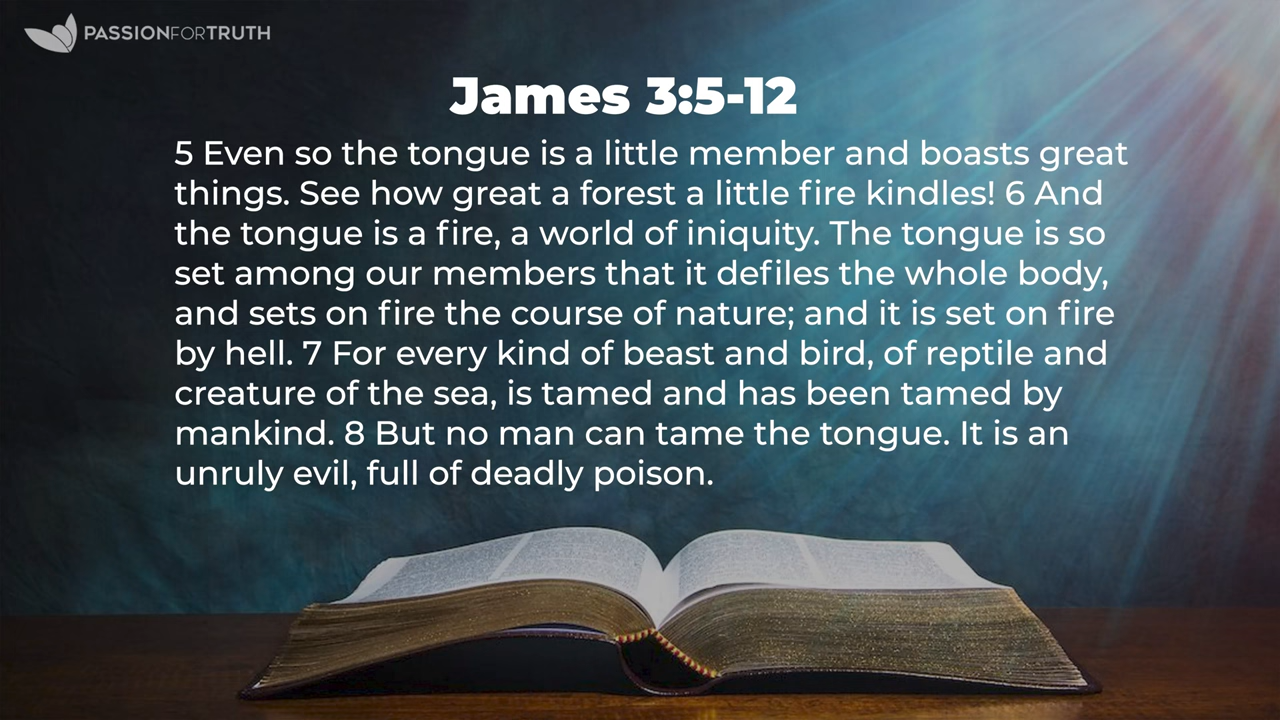 PASSIONFORTRUTH
James 3:5-12
5 Even so the tongue is a little member and boasts great
things. See how great a forest a little fire kindles! 6 And
the tongue is a fire, a world of iniquity. The tongue is so
set among our members that it defiles the whole body,
and sets on fire the course of nature; and it is set on fire
by hell. 7 For every kind of beast and bird, of reptile and
creature of the sea, is tamed and has been tamed by
mankind. 8 But no man can tame the tongue. It is an
unruly evil, full of deadly poison.